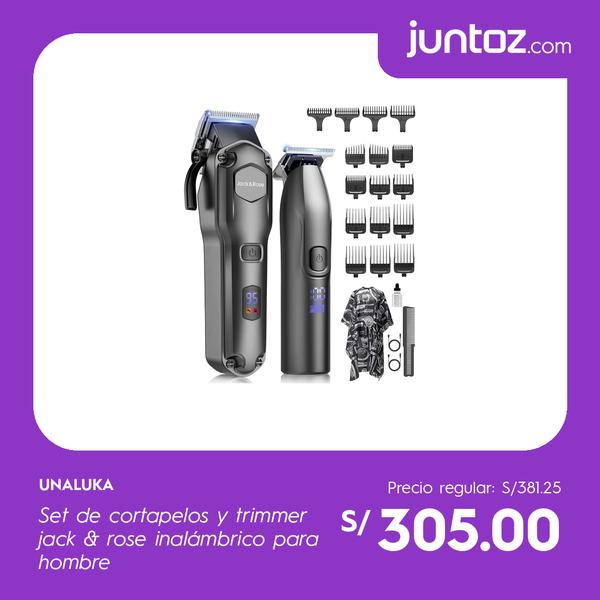 juntoz.com
Jack&Rose
95
UNALUKA
Set de cortapelos y trimmer
jack & rose inalámbrico para
hombre
Precio regular: S/381.25
S/ 305.00